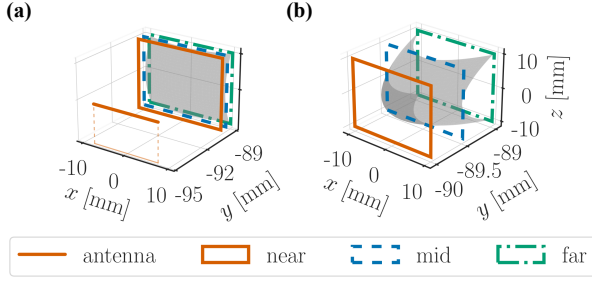 (a)
(b)
10
0
-10
z [mm]
-10
0
10
x [mm]
-95
-92
-89
y [mm]
-10
0
10
x [mm]
-90
-89.5
-89
y [mm]
antenna
near
mid
far